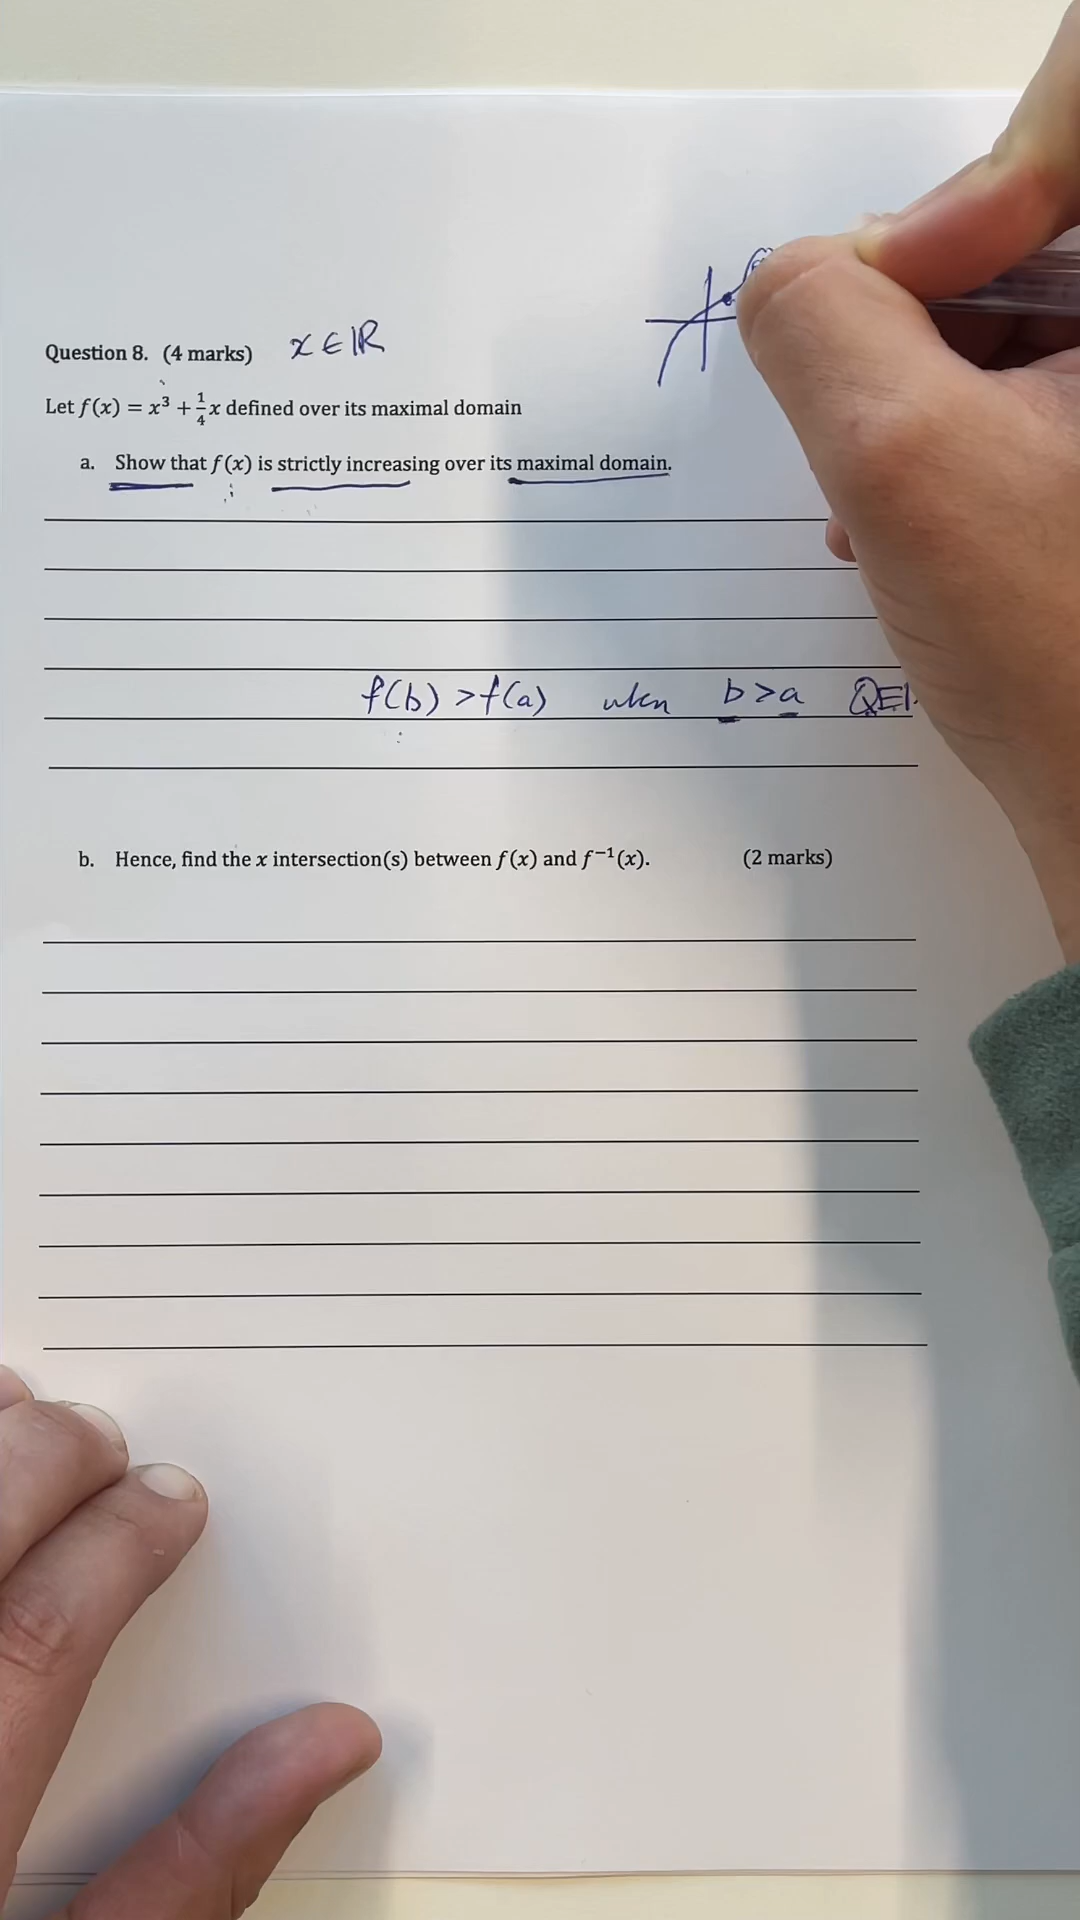 Question 8. (4 marks) x ∈ ℝ
Let f(x) = x³ + ¼x defined over its maximal domain
a. Show that f(x) is strictly increasing over its maximal domain.
f(b) > f(a) when b > a
b. Hence, find the x intersection(s) between f(x) and f⁻¹(x). (2 marks)